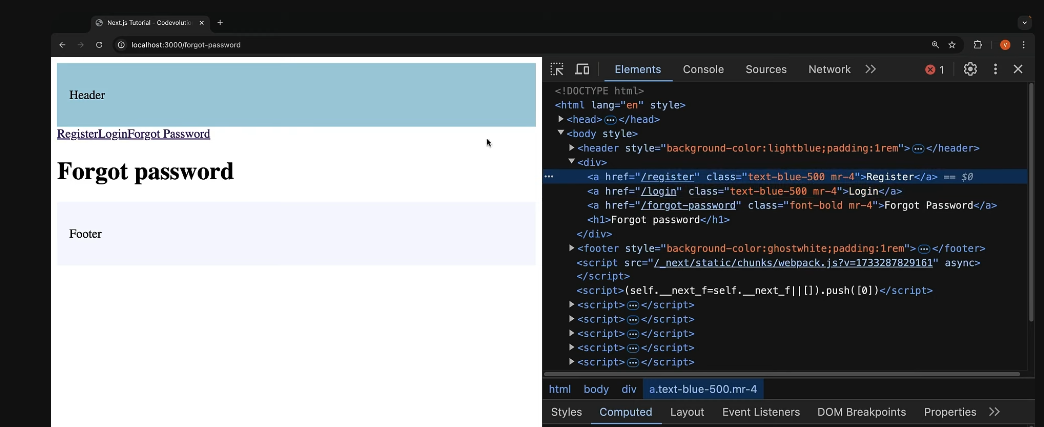 Next.js Tutorial - Codevolutio
localhost:3000/forgot-password
V
Header
RegisterLoginForgot Password
Forgot password
Footer
Elements Console Sources Network 1
<!DOCTYPE html>
<html lang="en" style>
<head> </head>
<body style>
<header style="background-color:lightblue;padding:1rem"> </header>
<div>
<a href="/register" class="text-blue-500 mr-4">Register</a> == $0
<a href="/login" class="text-blue-500 mr-4">Login</a>
<a href="/forgot-password" class="font-bold mr-4">Forgot Password</a>
<h1>Forgot password</h1>
</div>
<footer style="background-color:ghostwhite;padding:1rem"> </footer>
<script src="/_next/static/chunks/webpack.js?v=1733287829161" async>
</script>
<script>(self.__next_f=self.__next_f||[]).push([0])</script>
<script> </script>
<script> </script>
<script> </script>
<script> </script>
<script> </script>
html body div a.text-blue-500.mr-4
Styles Computed Layout Event Listeners DOM Breakpoints Properties